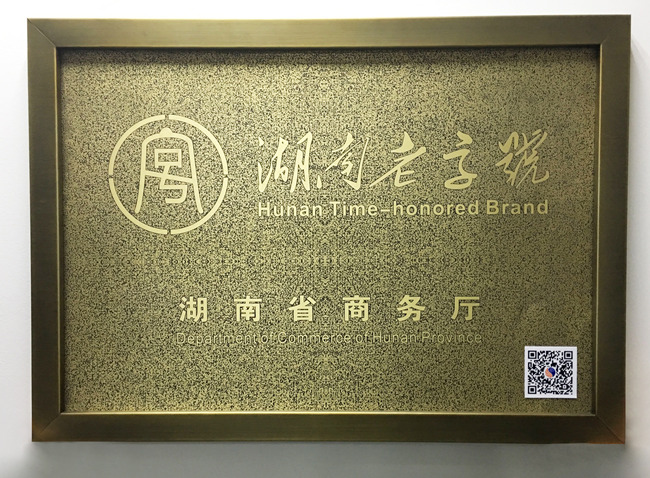 湖南老字號
Hunan Time-honored Brand
湖南省商务厅
Department of Commerce of Hunan Province